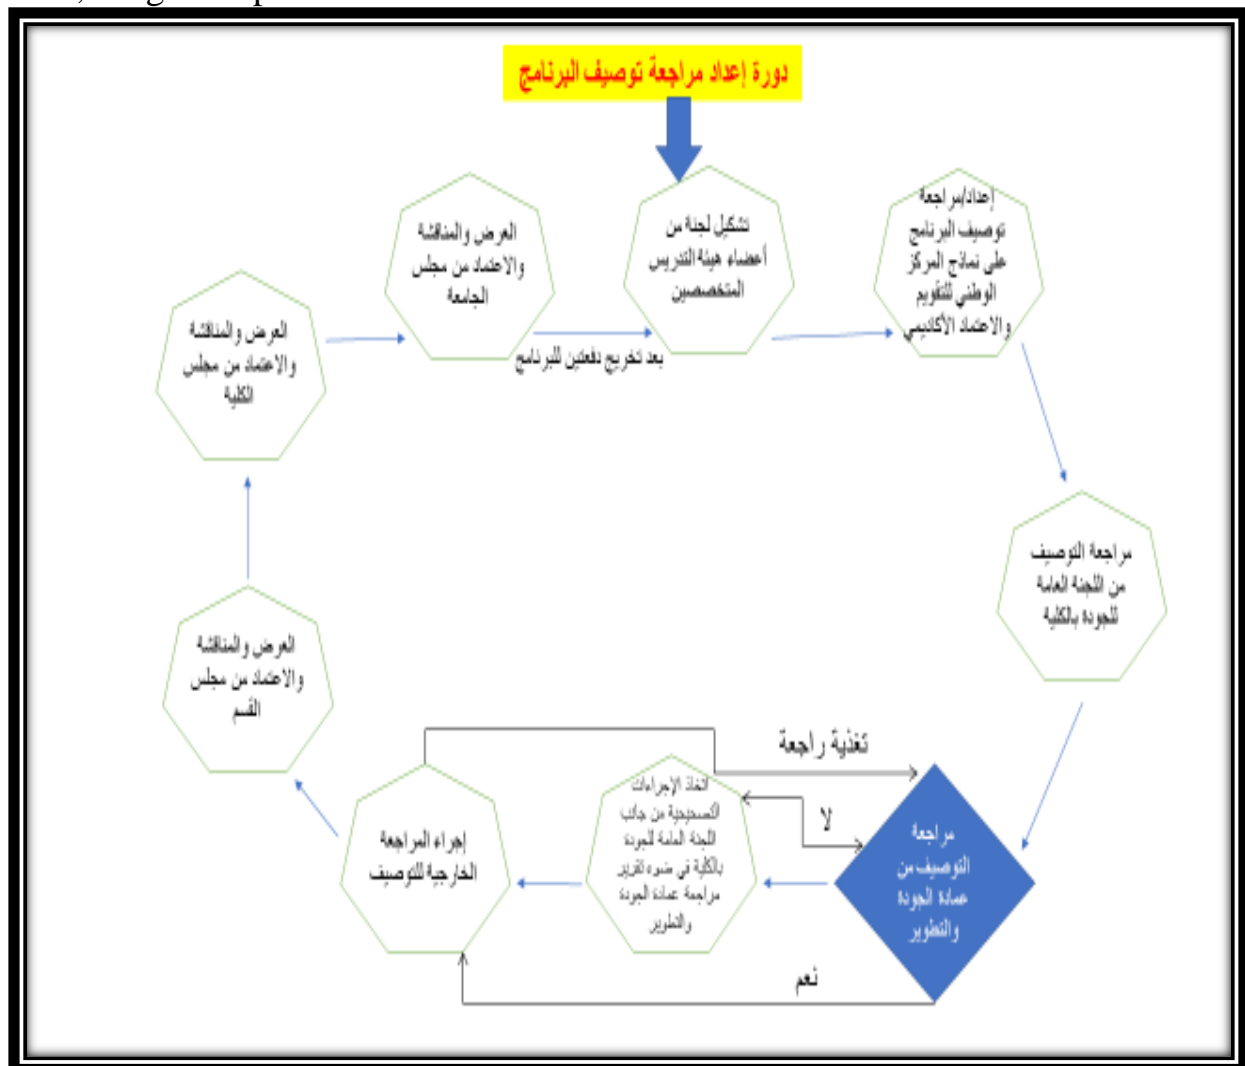 دورة إعداد مراجعة توصيف البرنامج
تشكيل لجنة من
أعضاء هيئة التدريس
المتخصصين
إعداد/مراجعة
توصيف البرنامج
على نماذج المركز
الوطني للتقويم
والاعتماد الأكاديمي
مراجعة التوصيف
من اللجنة العامة
للجودة بالكلية
مراجعة
التوصيف من
عمادة الجودة
والتطوير
لا
نعم
تغذية راجعة
اتخاذ الإجراءات
التصحيحية من جانب
اللجنة العامة للجودة
بالكلية في ضوء تقرير
مراجعة عمادة الجودة
والتطوير
إجراء المراجعة
الخارجية للتوصيف
العرض والمناقشة
والاعتماد من مجلس
القسم
العرض والمناقشة
والاعتماد من مجلس
الكلية
العرض والمناقشة
والاعتماد من مجلس
الجامعة
بعد تخريج دفعتين للبرنامج